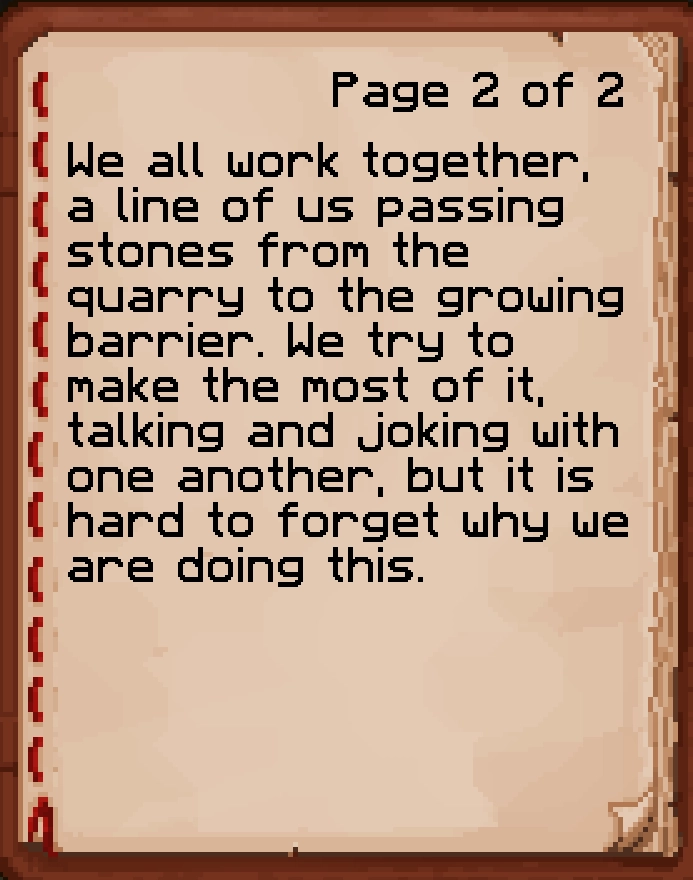 Page 2 of 2
We all work together,
a line of us passing
stones from the
quarry to the growing
barrier. We try to
make the most of it,
talking and joking with
one another, but it is
hard to forget why we
are doing this.